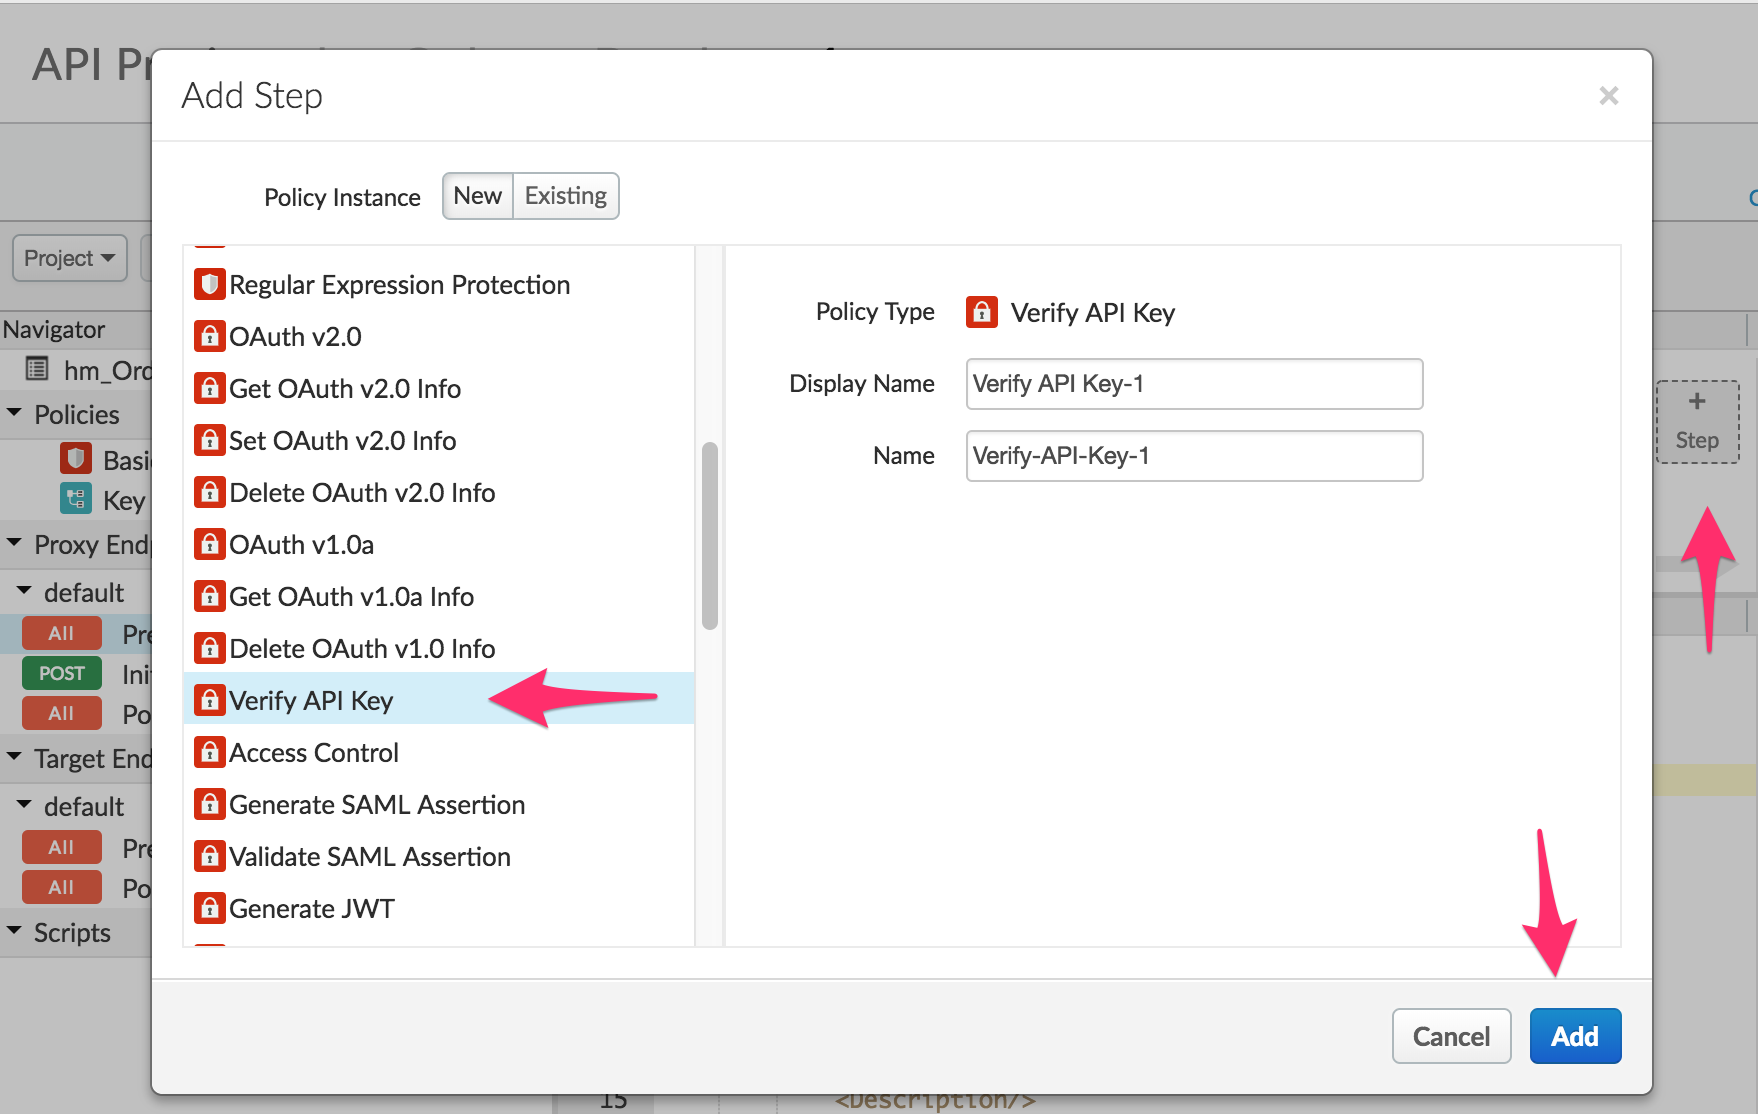 API
Add Step
×
Policy Instance
New
Existing
Project
Navigator
hm_Ord
Policies
Basi
Key
Proxy End
default
All Pre
POST Ini
All Po
Target End
default
All Pre
All Po
Scripts
Regular Expression Protection
OAuth v2.0
Get OAuth v2.0 Info
Set OAuth v2.0 Info
Delete OAuth v2.0 Info
OAuth v1.0a
Get OAuth v1.0a Info
Delete OAuth v1.0 Info
Verify API Key
Access Control
Generate SAML Assertion
Validate SAML Assertion
Generate JWT
Policy Type Verify API Key
Display Name Verify API Key-1
Name Verify-API-Key-1
+
Step
Cancel
Add
15 <Description/>